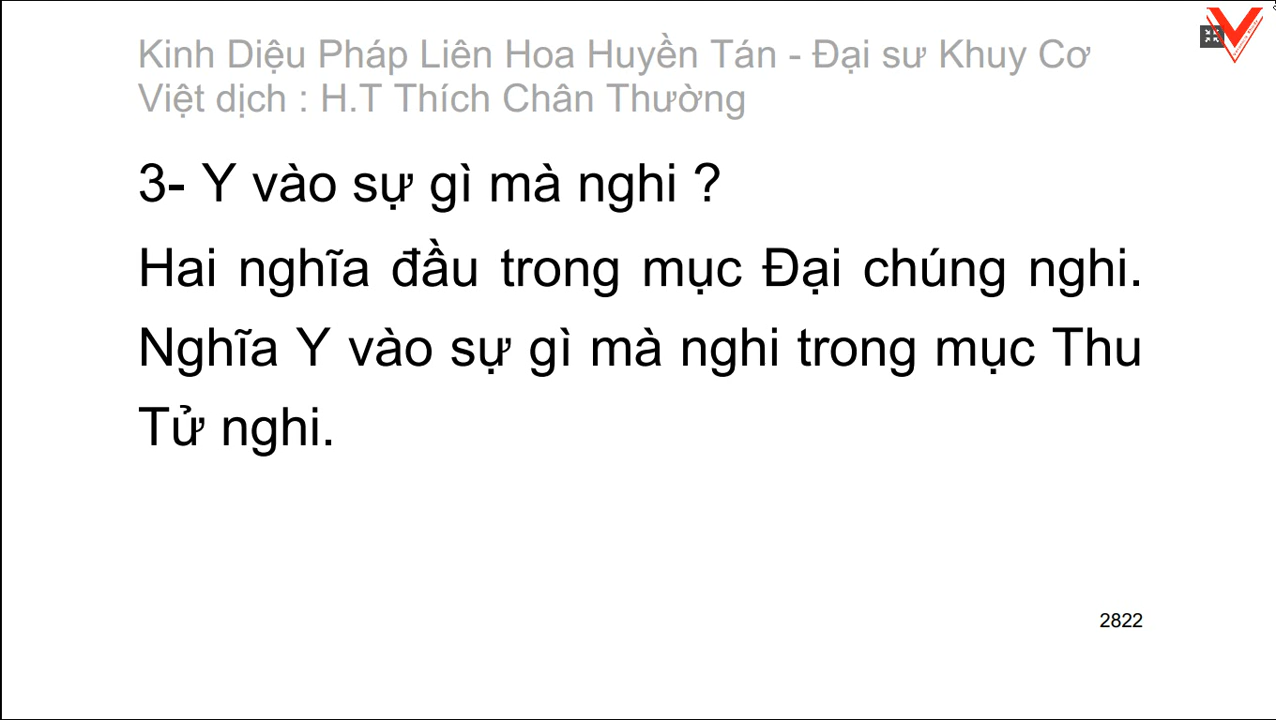 Kinh Diệu Pháp Liên Hoa Huyền Tán - Đại sư Khuy Cơ
Việt dịch : H.T Thích Chân Thường
3- Y vào sự gì mà nghi ?
Hai nghĩa đầu trong mục Đại chúng nghi.
Nghĩa Y vào sự gì mà nghi trong mục Thu
Tử nghi.
2822